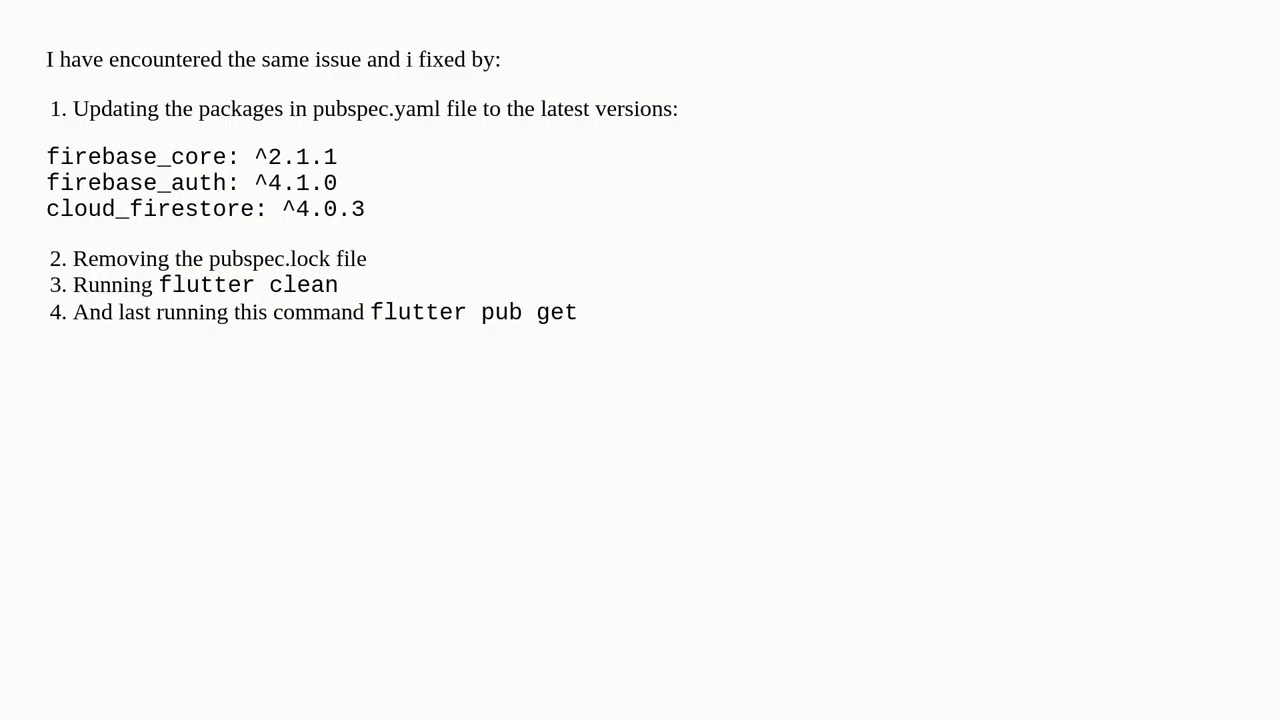 I have encountered the same issue and i fixed by:
1. Updating the packages in pubspec.yaml file to the latest versions:
firebase_core: ^2.1.1
firebase_auth: ^4.1.0
cloud_firestore: ^4.0.3
2. Removing the pubspec.lock file
3. Running flutter clean
4. And last running this command flutter pub get